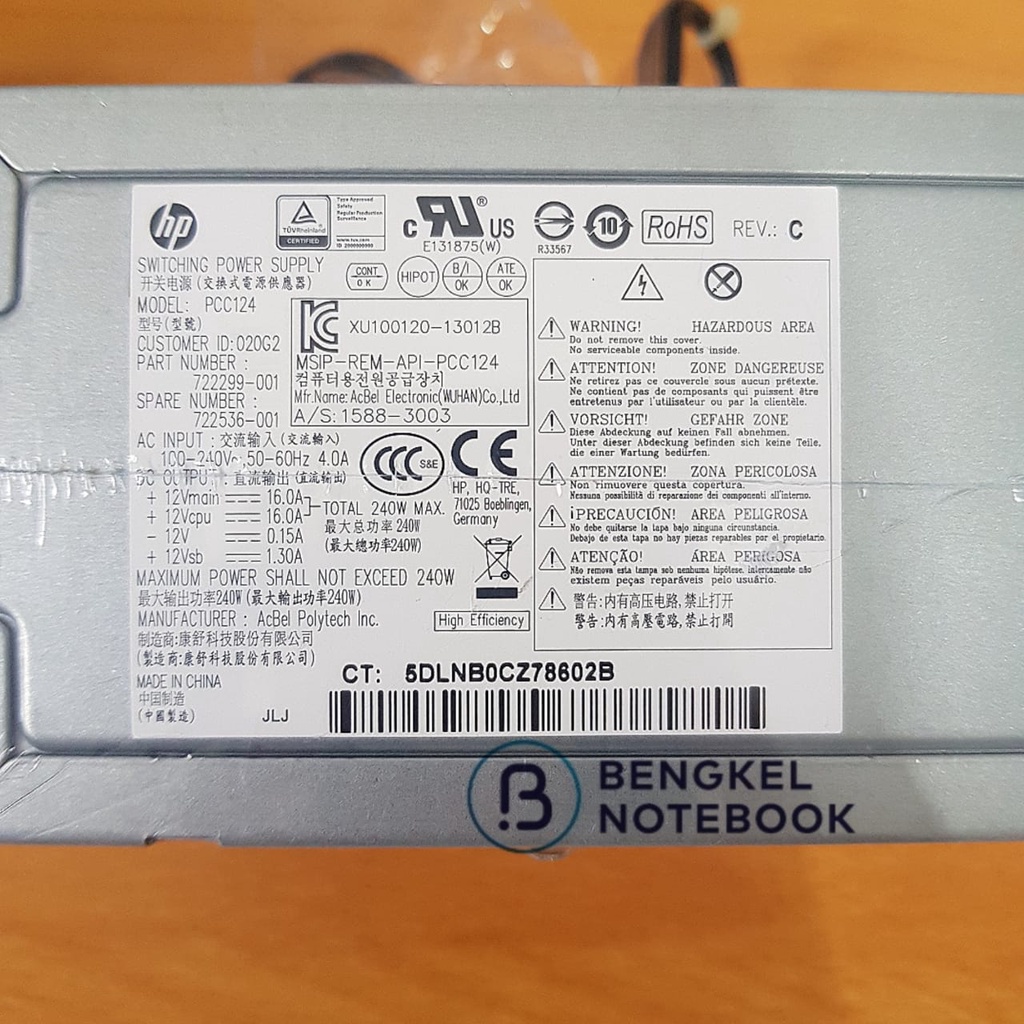 hp
TÜVRheinland
CERTIFIED
Type Approved
Safety
Regular Production
Surveillance
www.tuv.com
ID 2000000000
c UL® US
E131875(W)
R33567
10
RoHS
REV.: C
SWITCHING POWER SUPPLY
开关电源 (交換式電源供應器)
CONT
OK
HIPOT
B/I
OK
ATE
OK
MODEL: PCC124
型号(型號)
CUSTOMER ID: 020G2
PART NUMBER :
722299-001
SPARE NUMBER :
722536-001
XU100120-13012B
MSIP-REM-API-PCC124
컴퓨터용전원공급장치
Mfr.Name: AcBel Electronic(WUHAN)Co.,Ltd
A/S: 1588-3003
AC INPUT : 交流输入 (交流輸入)
100-240V~,50-60Hz 4.0A
DC OUTPUT: 直流输出 (直流輸出)
+ 12Vmain 16.0A
+ 12Vcpu 16.0A
TOTAL 240W MAX.
最大总功率 240W
(最大總功率240W)
- 12V 0.15A
+ 12Vsb 1.30A
CCC S&E
CE
HP, HQ-TRE,
71025 Boeblingen,
Germany
MAXIMUM POWER SHALL NOT EXCEED 240W
最大输出功率240W (最大輸出功率240W)
MANUFACTURER : AcBel Polytech Inc.
High Efficiency
制造商:康舒科技股份有限公司
(製造商:康舒科技股份有限公司)
MADE IN CHINA
中国制造
(中國製造)
JLJ
WARNING! HAZARDOUS AREA
Do not remove this cover.
No serviceable components inside.
ATTENTION! ZONE DANGEREUSE
Ne retirez pas ce couvercle sous aucun prétexte.
Ne contient pas de composants qui puissent être
entretenus par l'utilisateur ou par la clientèle.
VORSICHT! GEFAHR ZONE
Diese Abdeckung auf keinen Fall abnehmen.
Unter dieser Abdeckung befinden sich keine Teile,
die einer Wartung bedürfen.
ATTENZIONE! ZONA PERICOLOSA
Non rimuovere questa copertura.
Nessuna possibilità di reparazione dei componenti all'interno.
¡PRECAUCIÓN! AREA PELIGROSA
No debe quitarse la tapa bajo ninguna circunstancia.
Debajo de esta tapa no hay piezas reparables por el propietario.
ATENÇÃO! ÁREA PERIGOSA
Não remova esta tampa sob nenhuma hipótese. Internamente não
existem peças reparáveis pelo usuário.
警告:内有高压电路,禁止打开
警告:內有高壓電路,禁止打開
CT: 5DLNB0CZ78602B
BENGKEL
NOTEBOOK